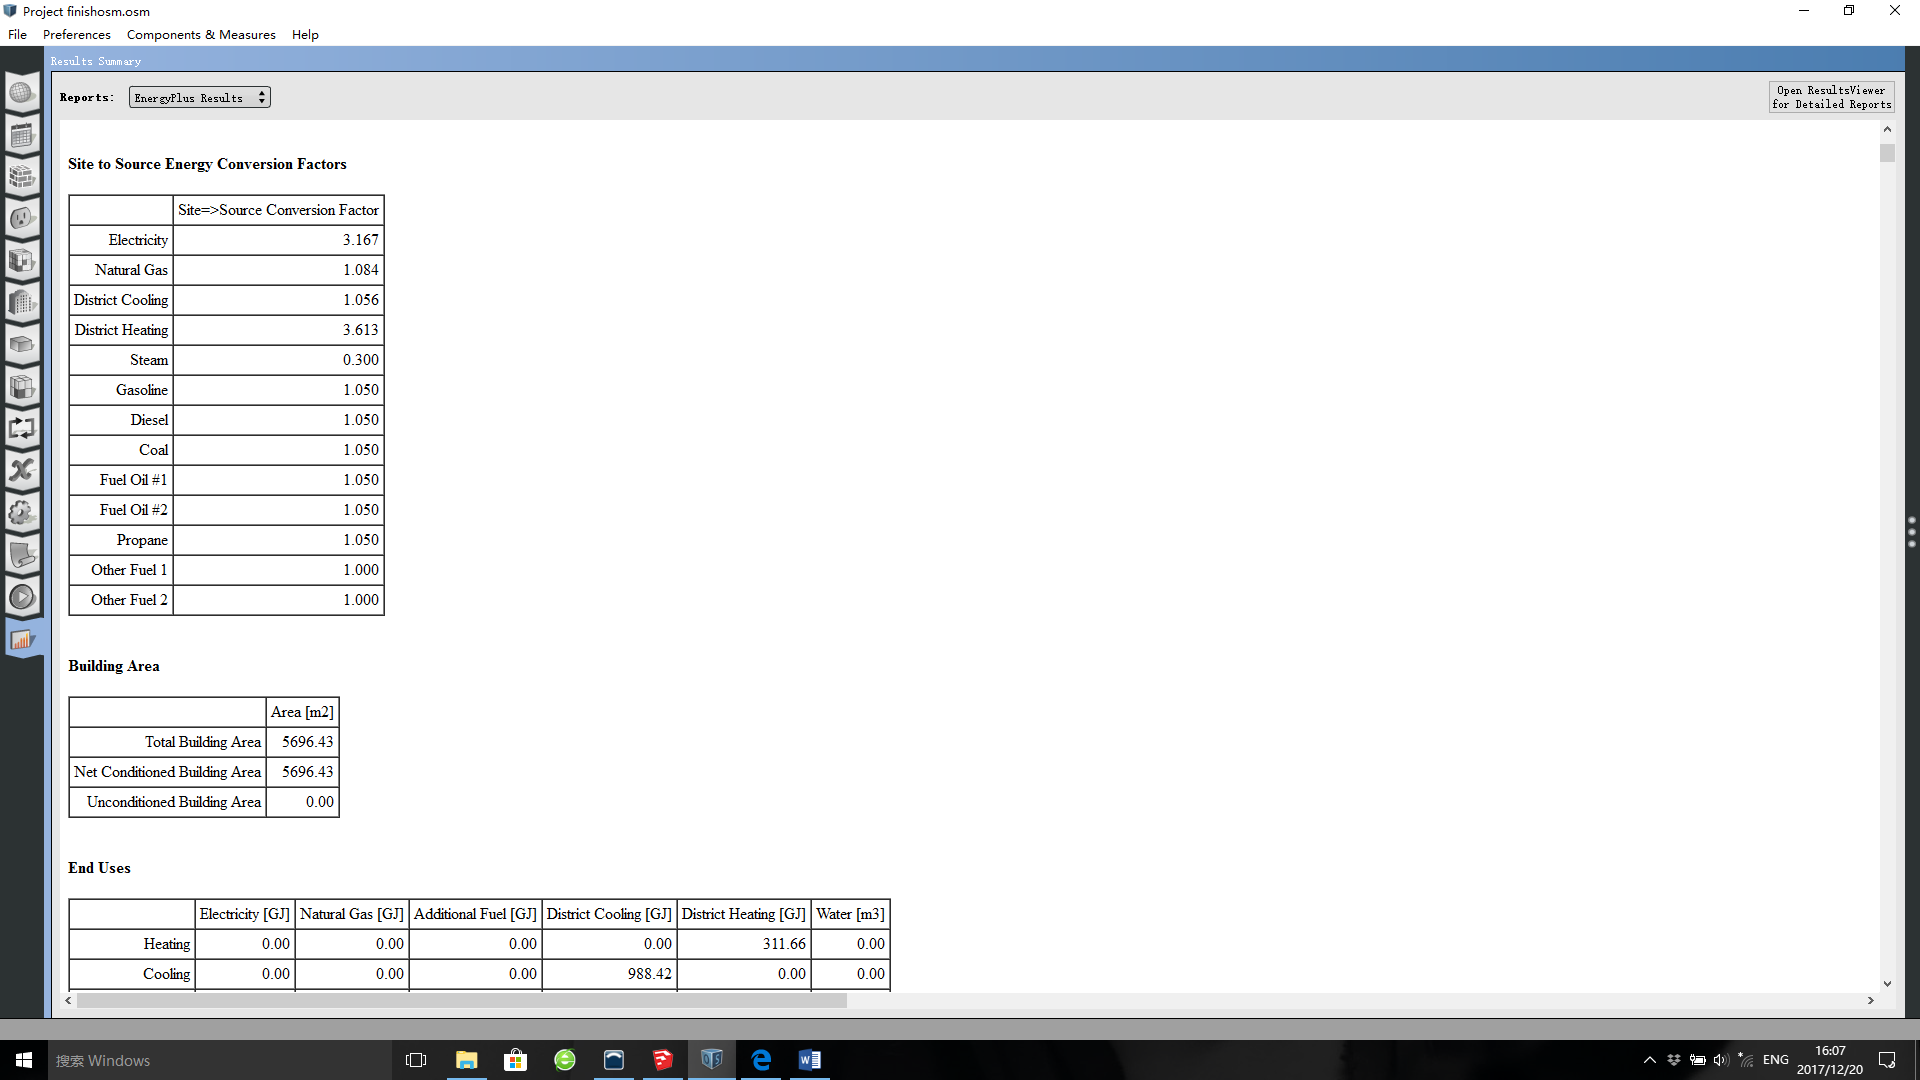 Project finishosm.osm
File Preferences Components & Measures Help
Results Summary
Reports: EnergyPlus Results
Open ResultsViewer
for Detailed Reports
Site to Source Energy Conversion Factors
Site=>Source Conversion Factor
Electricity 3.167
Natural Gas 1.084
District Cooling 1.056
District Heating 3.613
Steam 0.300
Gasoline 1.050
Diesel 1.050
Coal 1.050
Fuel Oil #1 1.050
Fuel Oil #2 1.050
Propane 1.050
Other Fuel 1 1.000
Other Fuel 2 1.000
Building Area
Area [m2]
Total Building Area 5696.43
Net Conditioned Building Area 5696.43
Unconditioned Building Area 0.00
End Uses
Electricity [GJ] Natural Gas [GJ] Additional Fuel [GJ] District Cooling [GJ] District Heating [GJ] Water [m3]
Heating 0.00 0.00 0.00 0.00 311.66 0.00
Cooling 0.00 0.00 0.00 988.42 0.00 0.00
搜索 Windows
ENG
16:07
2017/12/20